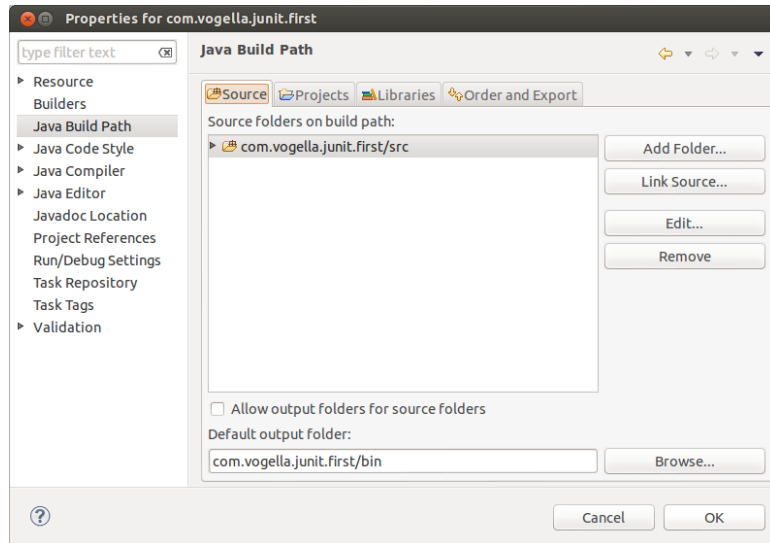 Properties for com.vogella.junit.first
type filter text
Resource
Builders
Java Build Path
Java Code Style
Java Compiler
Java Editor
Javadoc Location
Project References
Run/Debug Settings
Task Repository
Task Tags
Validation
Java Build Path
Source Projects Libraries Order and Export
Source folders on build path:
com.vogella.junit.first/src
Add Folder...
Link Source...
Edit...
Remove
Allow output folders for source folders
Default output folder:
com.vogella.junit.first/bin Browse...
Cancel OK